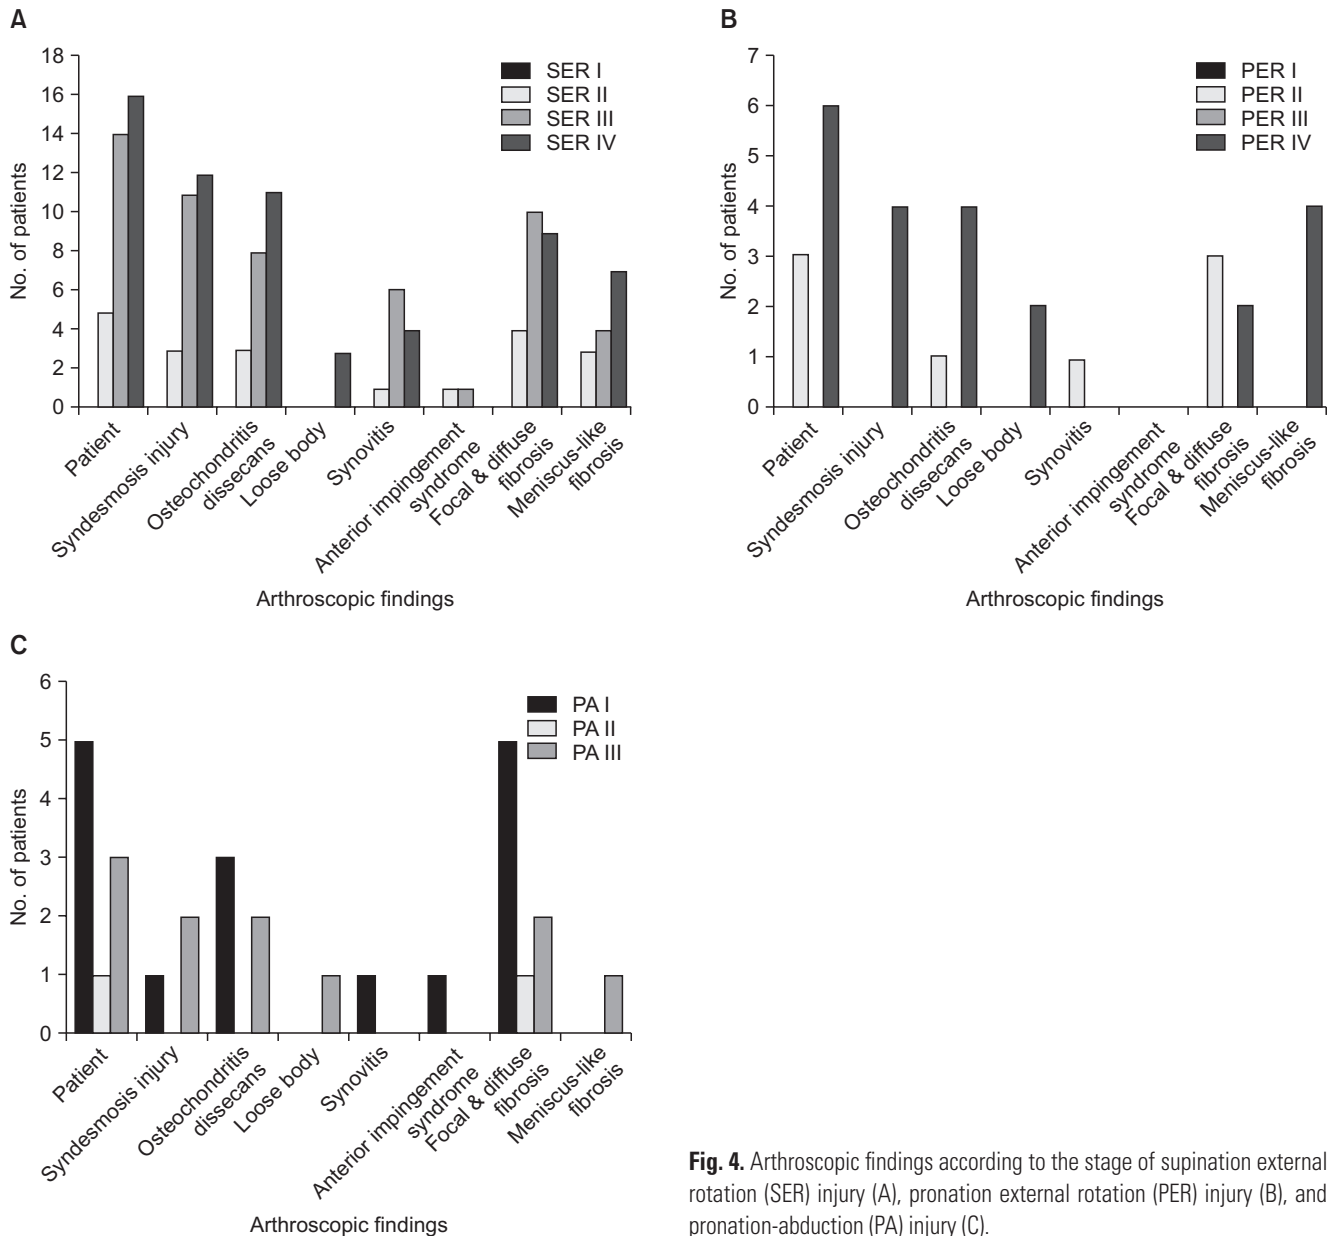 A
18
16
14
12
10
8
6
4
2
0
No. of patients
SER I
SER II
SER III
SER IV
Patient
Syndesmosis injury
Osteochondritis
dissecans
Loose body
Synovitis
Anterior impingement
syndrome
Focal & diffuse
fibrosis
Meniscus-like
fibrosis
Arthroscopic findings
B
7
6
5
4
3
2
1
0
No. of patients
PER I
PER II
PER III
PER IV
Patient
Syndesmosis injury
Osteochondritis
dissecans
Loose body
Synovitis
Anterior impingement
syndrome
Focal & diffuse
fibrosis
Meniscus-like
fibrosis
Arthroscopic findings
C
6
5
4
3
2
1
0
No. of patients
PA I
PA II
PA III
Patient
Syndesmosis injury
Osteochondritis
dissecans
Loose body
Synovitis
Anterior impingement
syndrome
Focal & diffuse
fibrosis
Meniscus-like
fibrosis
Arthroscopic findings
Fig. 4. Arthroscopic findings according to the stage of supination external
rotation (SER) injury (A), pronation external rotation (PER) injury (B), and
pronation-abduction (PA) injury (C).